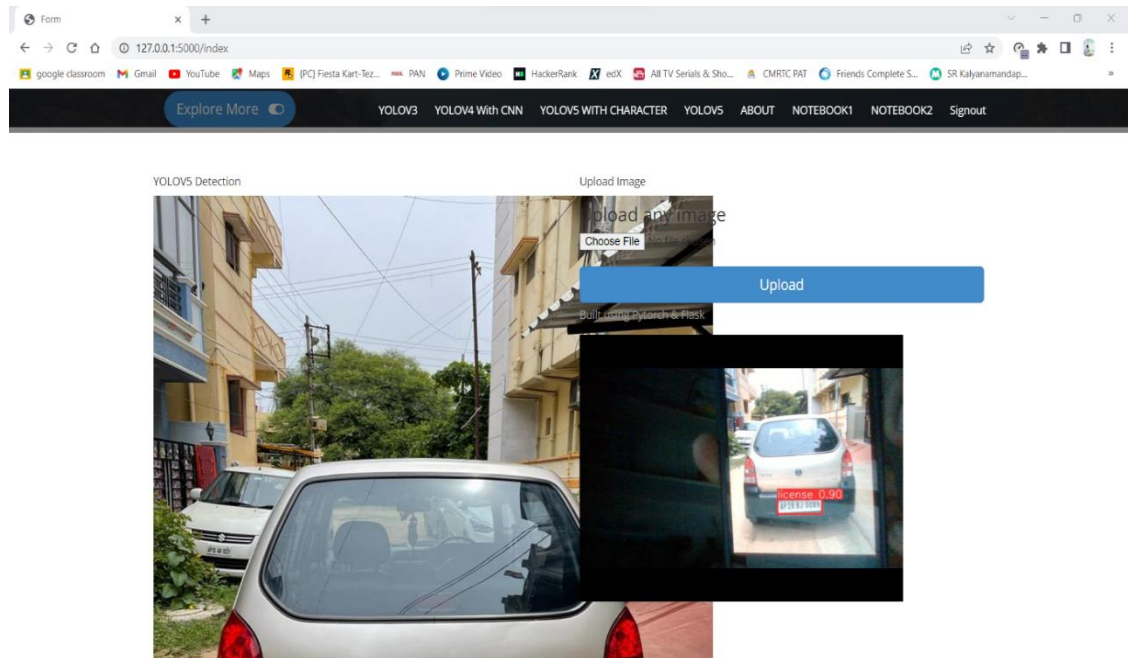 Form
127.0.0.1:5000/index
google classroom Gmail YouTube Maps (PC) Fiesta Kart-Tez... PAN Prime Video HackerRank edX All TV Serials & Sho... CMRTC PAT Friends Complete S... SR Kalyanamandap... »
Explore More YOLOV3 YOLOV4 With CNN YOLOV5 WITH CHARACTER YOLOV5 ABOUT NOTEBOOK1 NOTEBOOK2 Signout
YOLOV5 Detection
Upload Image
Upload any image
Choose File No file chosen
Upload
Built using Pytorch & Flask
license 0.90